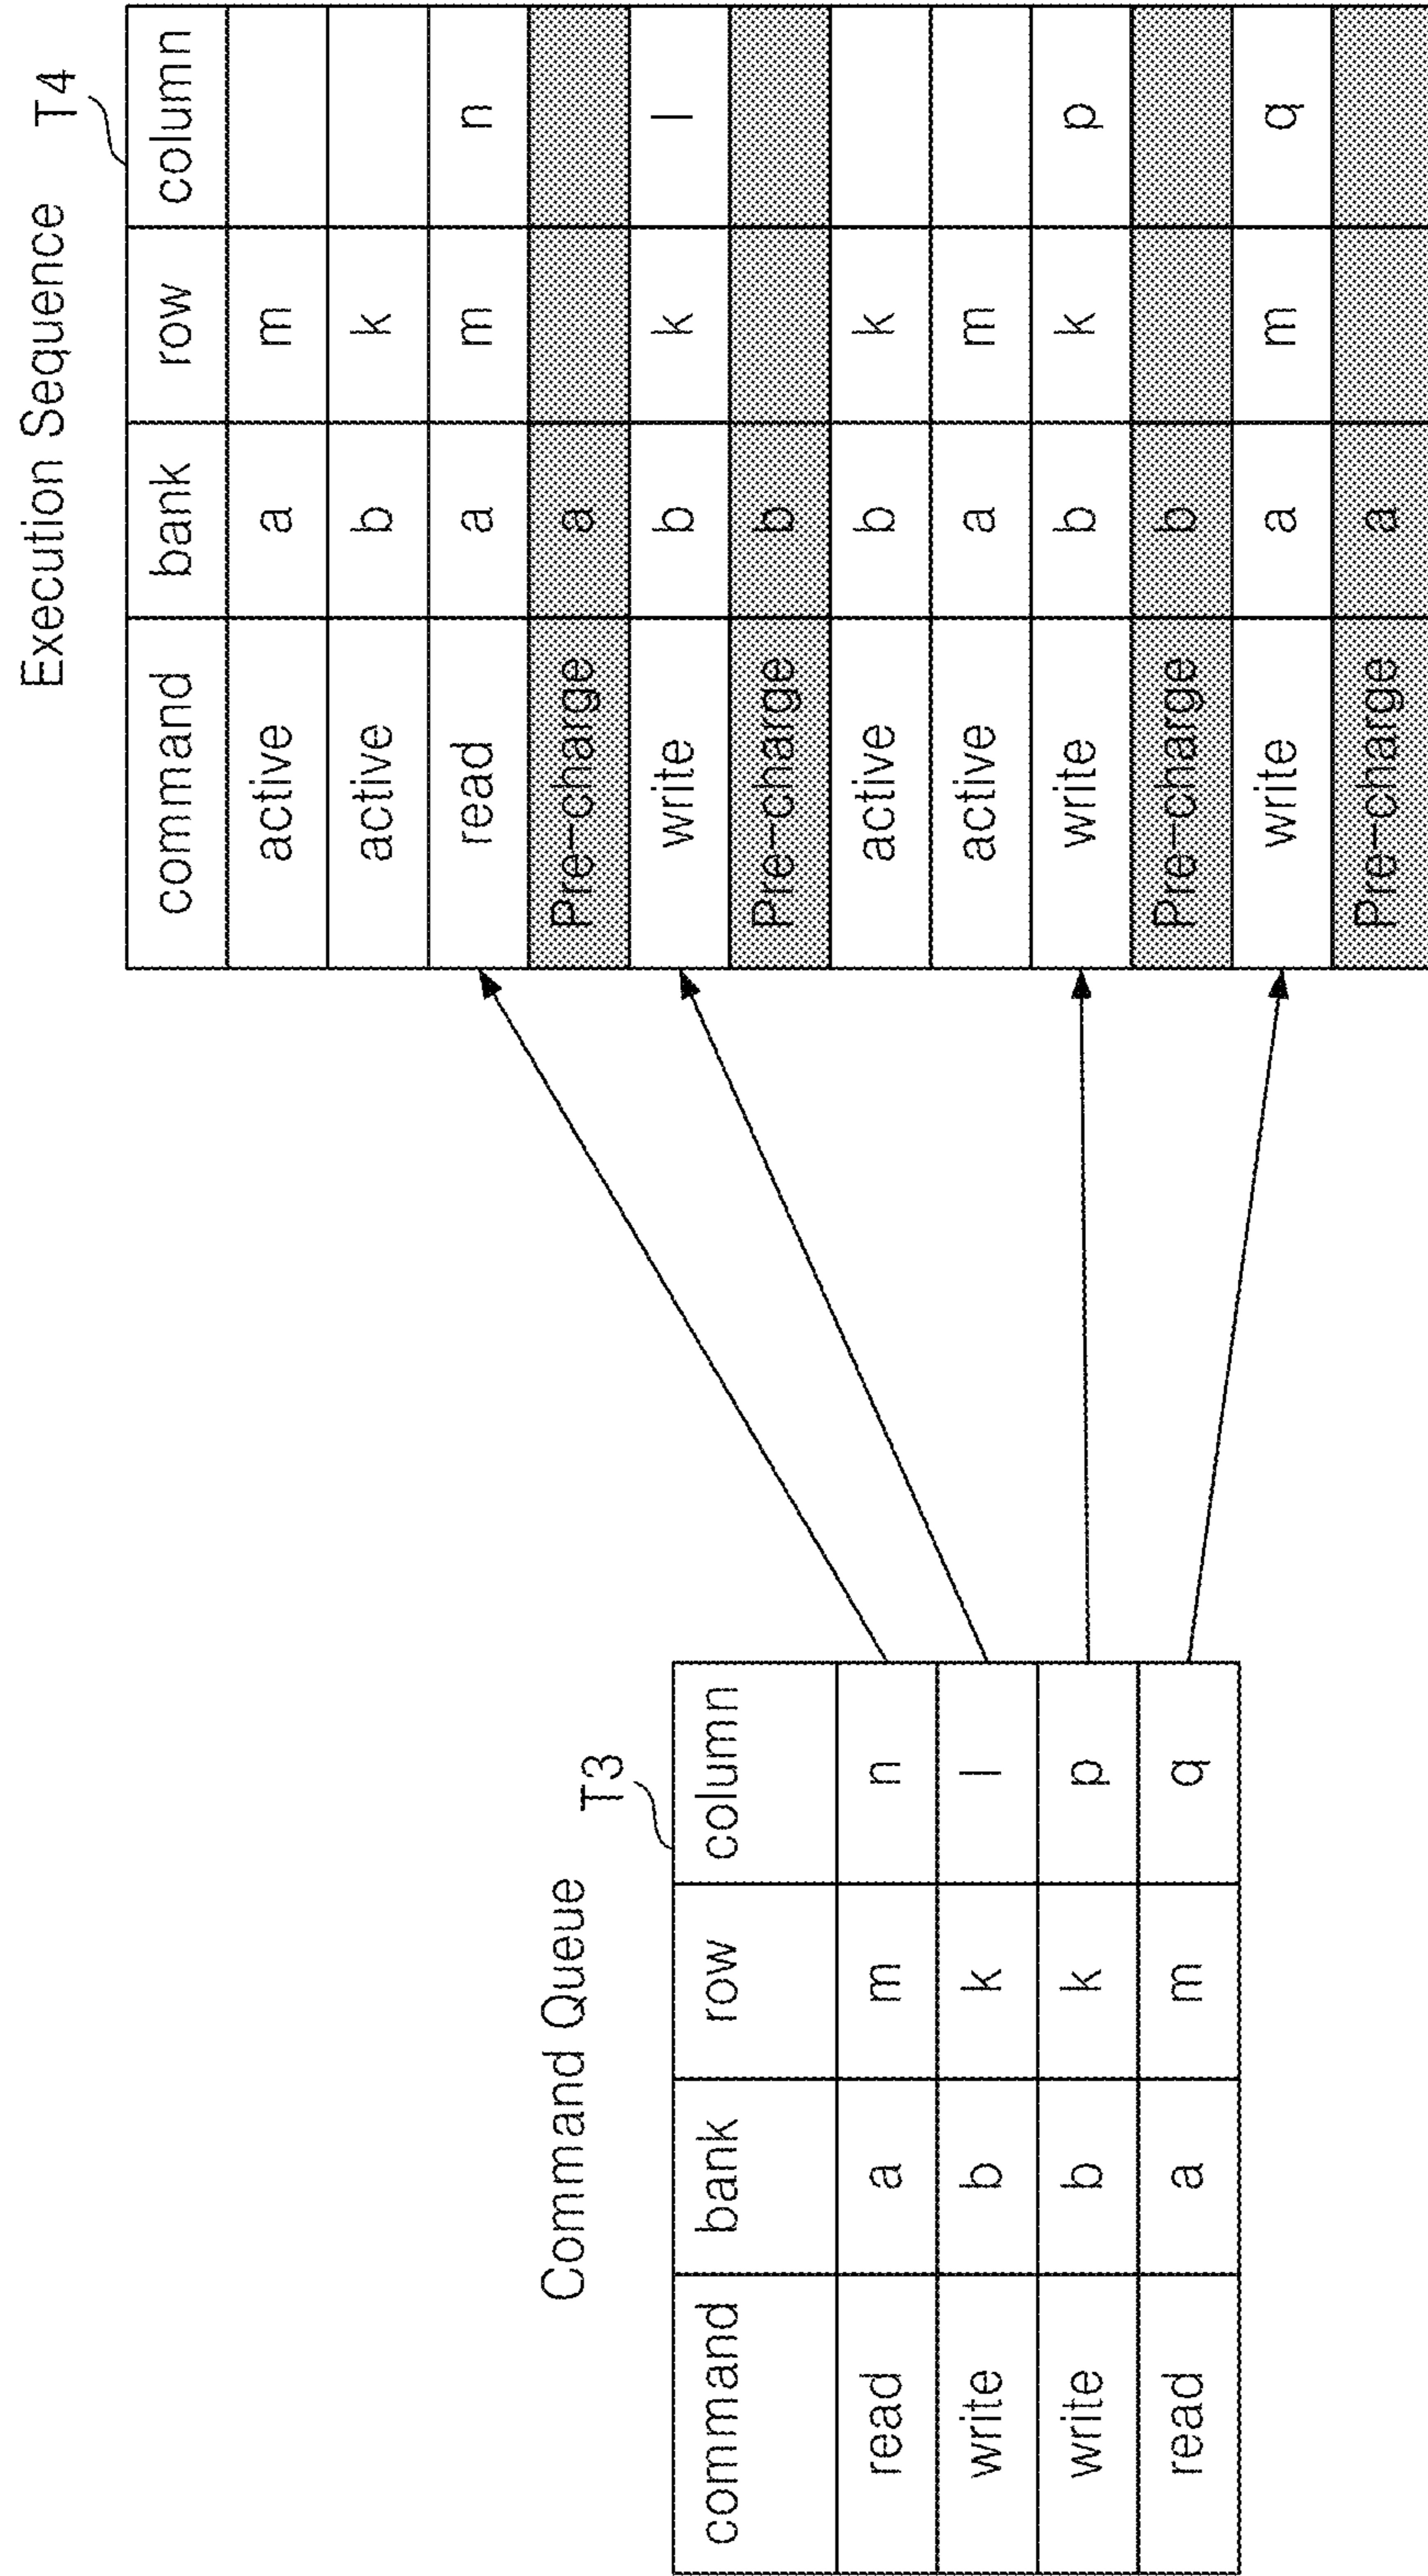 Command Queue
T3
command bank row column
read a m n
write b k l
write b k p
read a m q
Execution Sequence T4
command bank row column
active a m
active b k
read a m n
Pre-charge a
write b k l
Pre-charge b
active b k
active a m
write b k p
Pre-charge b
write a m q
Pre-charge a